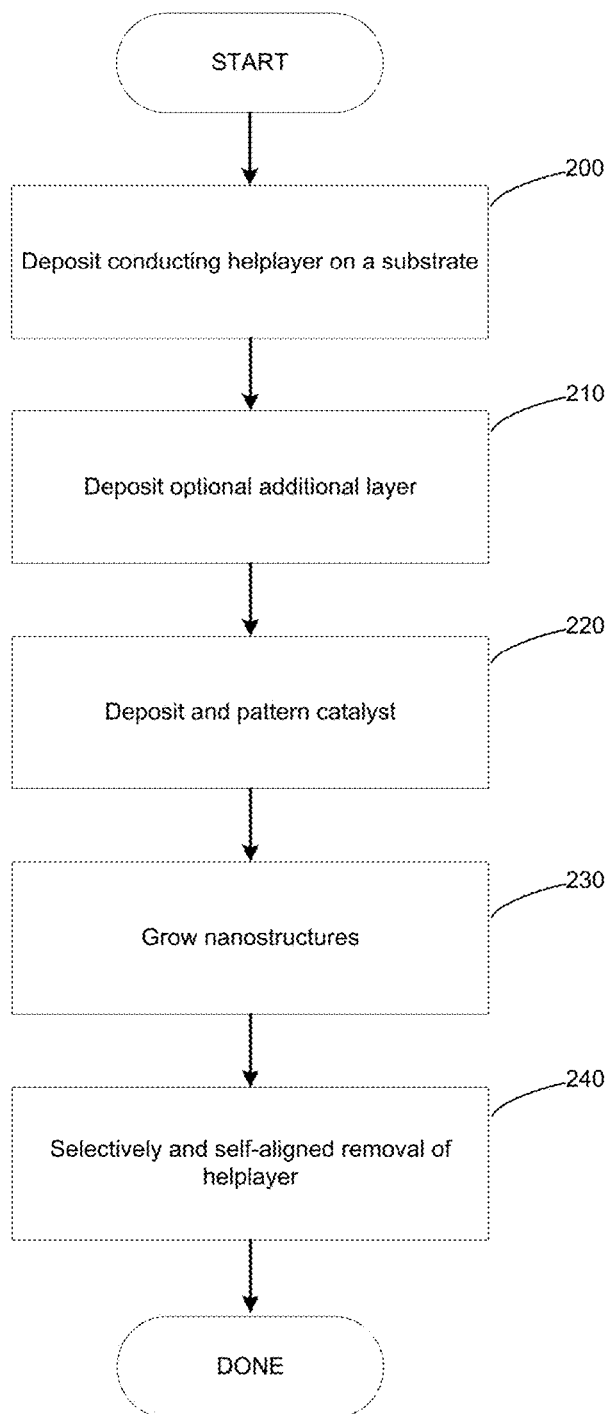 START
200
Deposit conducting helplayer on a substrate
210
Deposit optional additional layer
220
Deposit and pattern catalyst
230
Grow nanostructures
240
Selectively and self-aligned removal of
helplayer
DONE